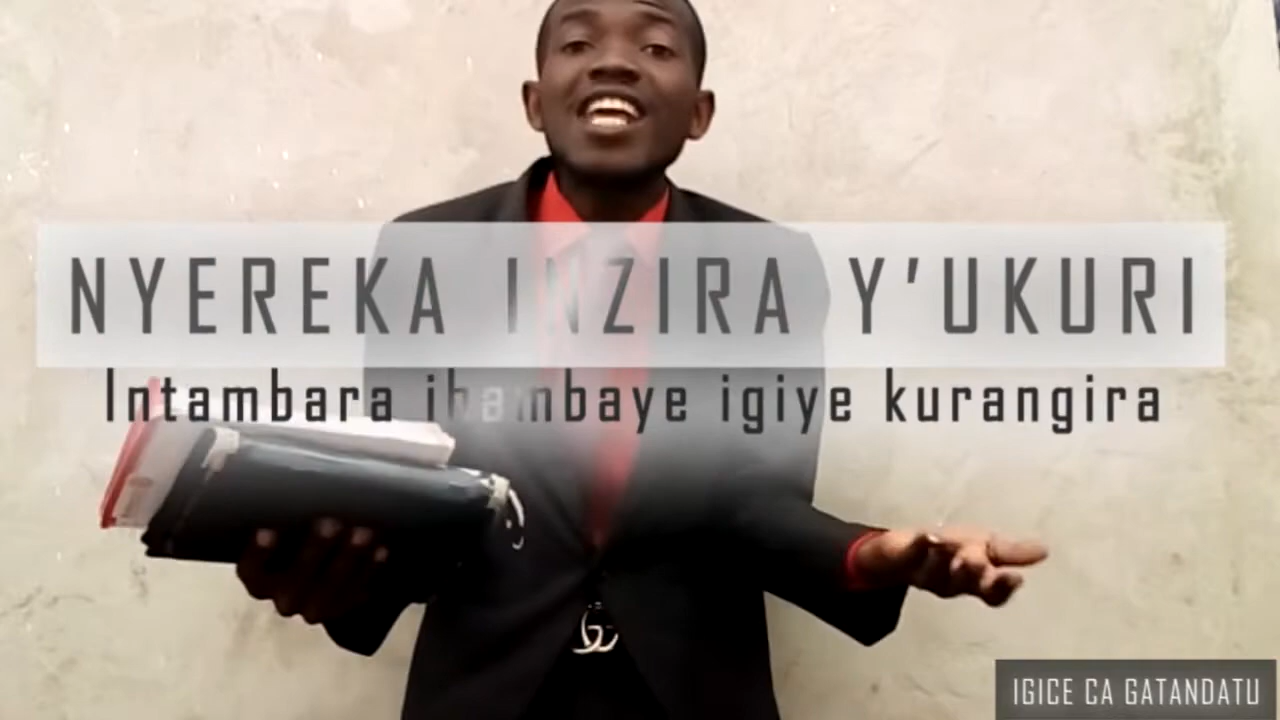 NYEREKA INZIRA Y'UKURI
Intambara ihambaye igiye kurangira
IGICE CA GATANDATU